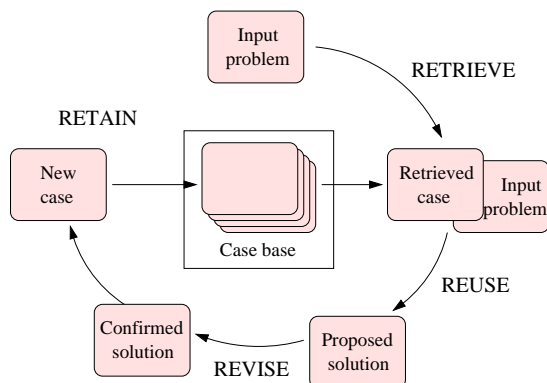 Input
problem
RETRIEVE
RETAIN
New
case
Case base
Retrieved
case
Input
problem
REUSE
Proposed
solution
REVISE
Confirmed
solution